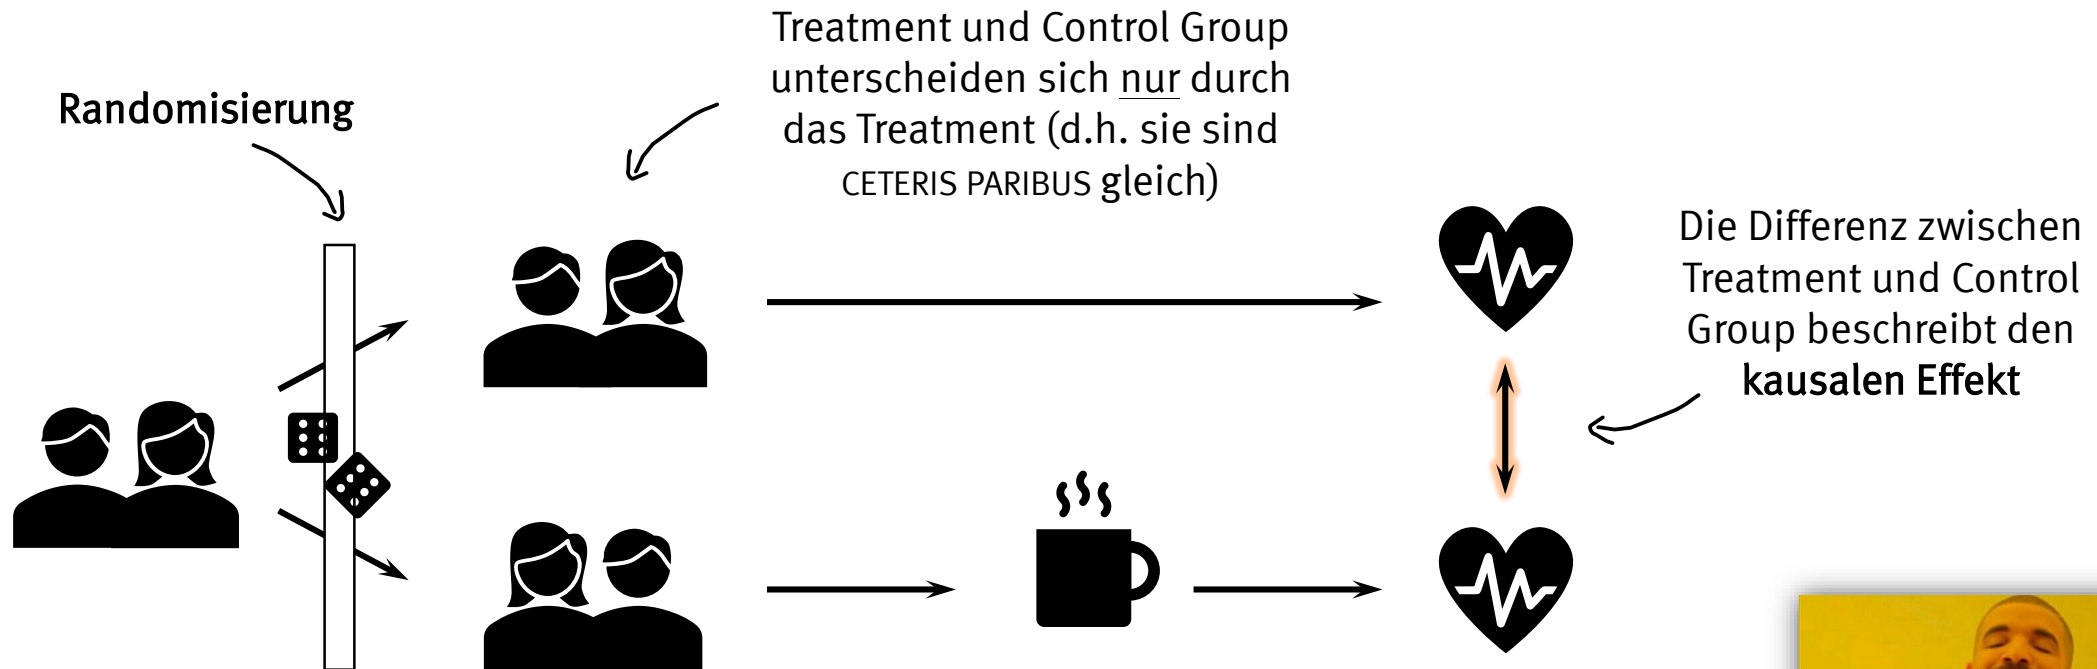 Randomisierung
Treatment und Control Group
unterscheiden sich nur durch
das Treatment (d.h. sie sind
CETERIS PARIBUS gleich)
Die Differenz zwischen
Treatment und Control
Group beschreibt den
kausalen Effekt